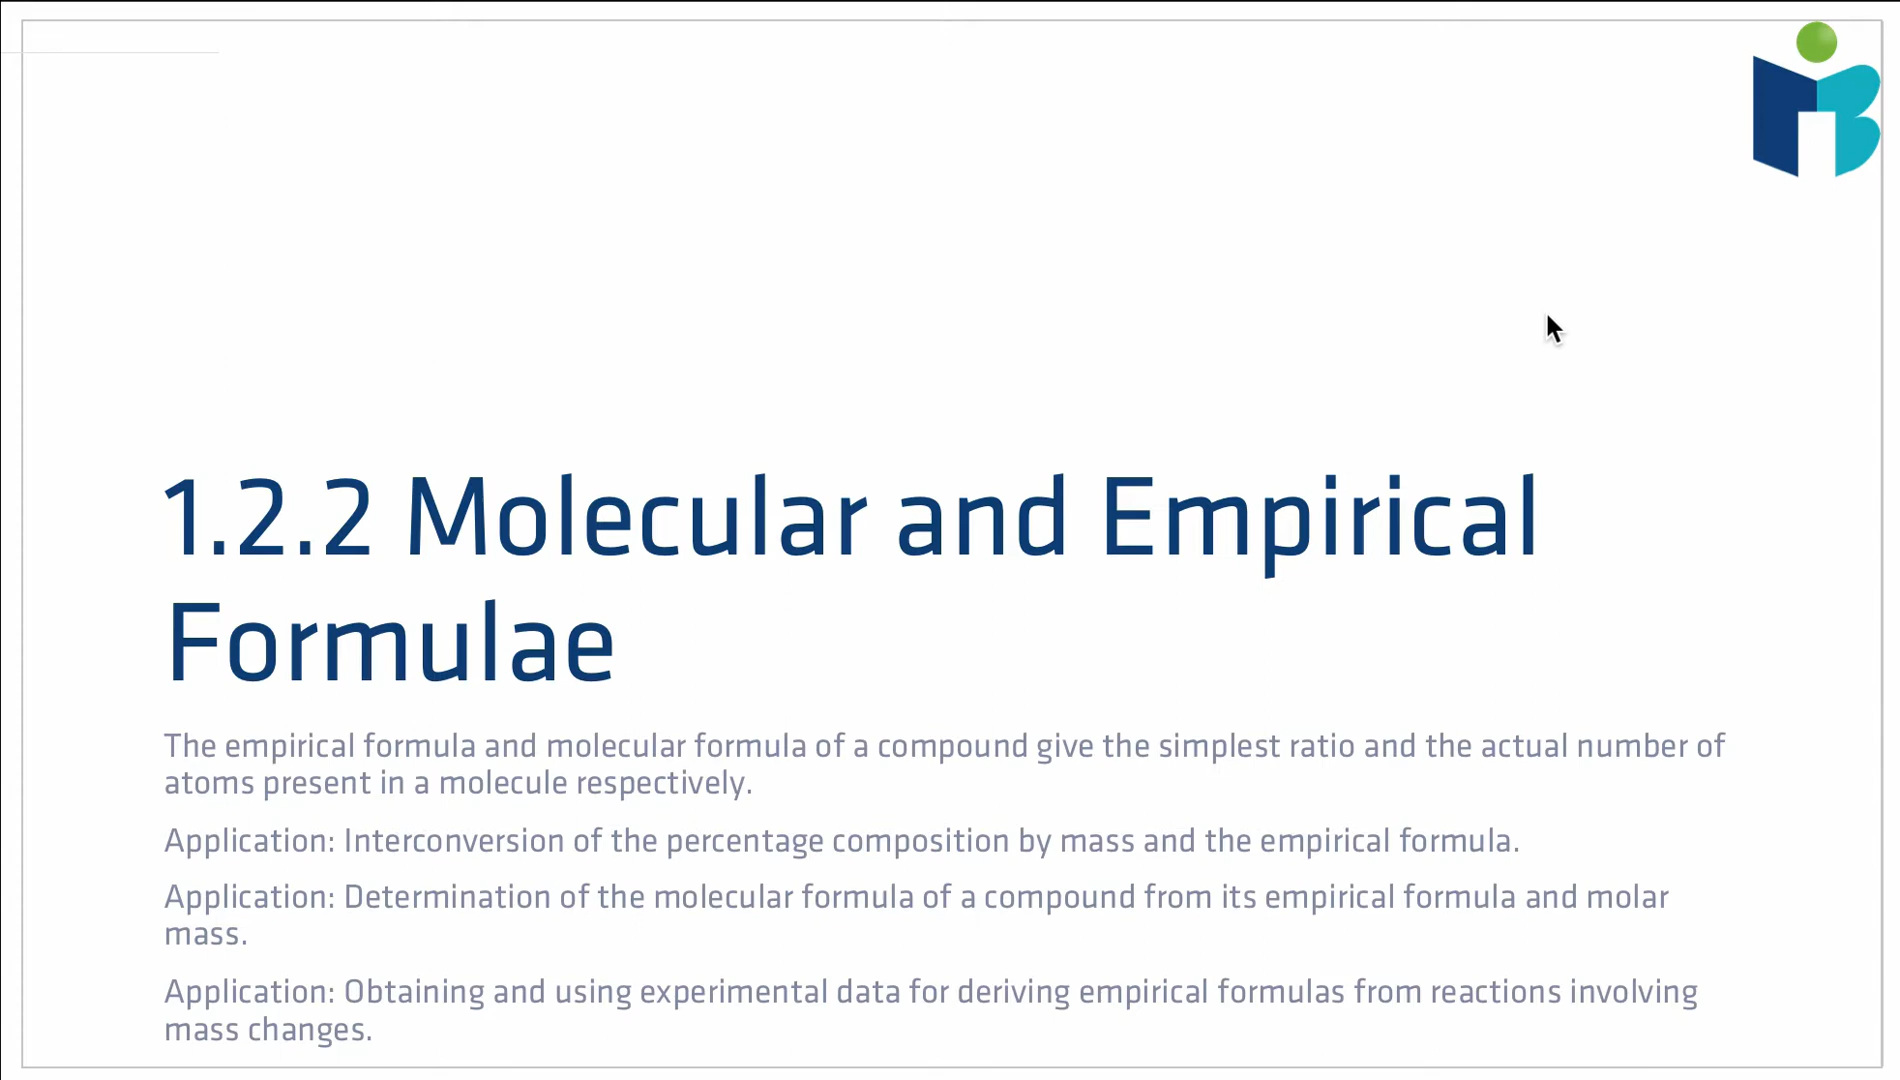 1.2.2 Molecular and Empirical
Formulae
The empirical formula and molecular formula of a compound give the simplest ratio and the actual number of
atoms present in a molecule respectively.
Application: Interconversion of the percentage composition by mass and the empirical formula.
Application: Determination of the molecular formula of a compound from its empirical formula and molar
mass.
Application: Obtaining and using experimental data for deriving empirical formulas from reactions involving
mass changes.